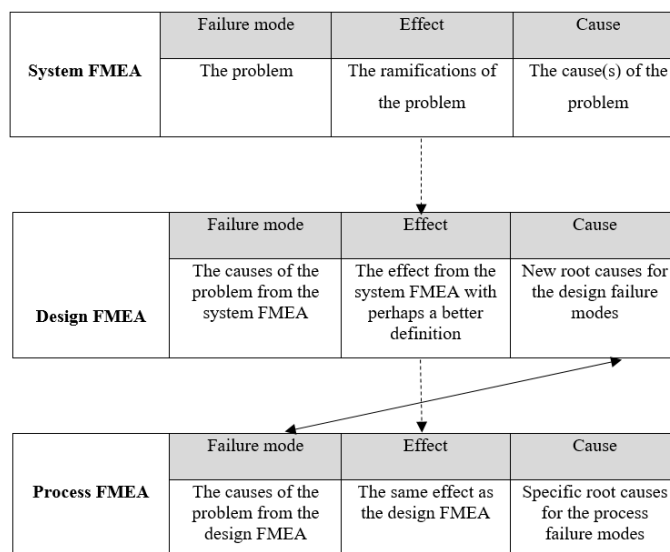 Failure mode Effect Cause
System FMEA
The problem The ramifications of The cause(s) of the
the problem problem
Failure mode Effect Cause
Design FMEA
The causes of the The effect from the New root causes for
problem from the system FMEA with the design failure
system FMEA perhaps a better modes
definition
Failure mode Effect Cause
Process FMEA
The causes of the The same effect as Specific root causes
problem from the the design FMEA for the process
design FMEA failure modes